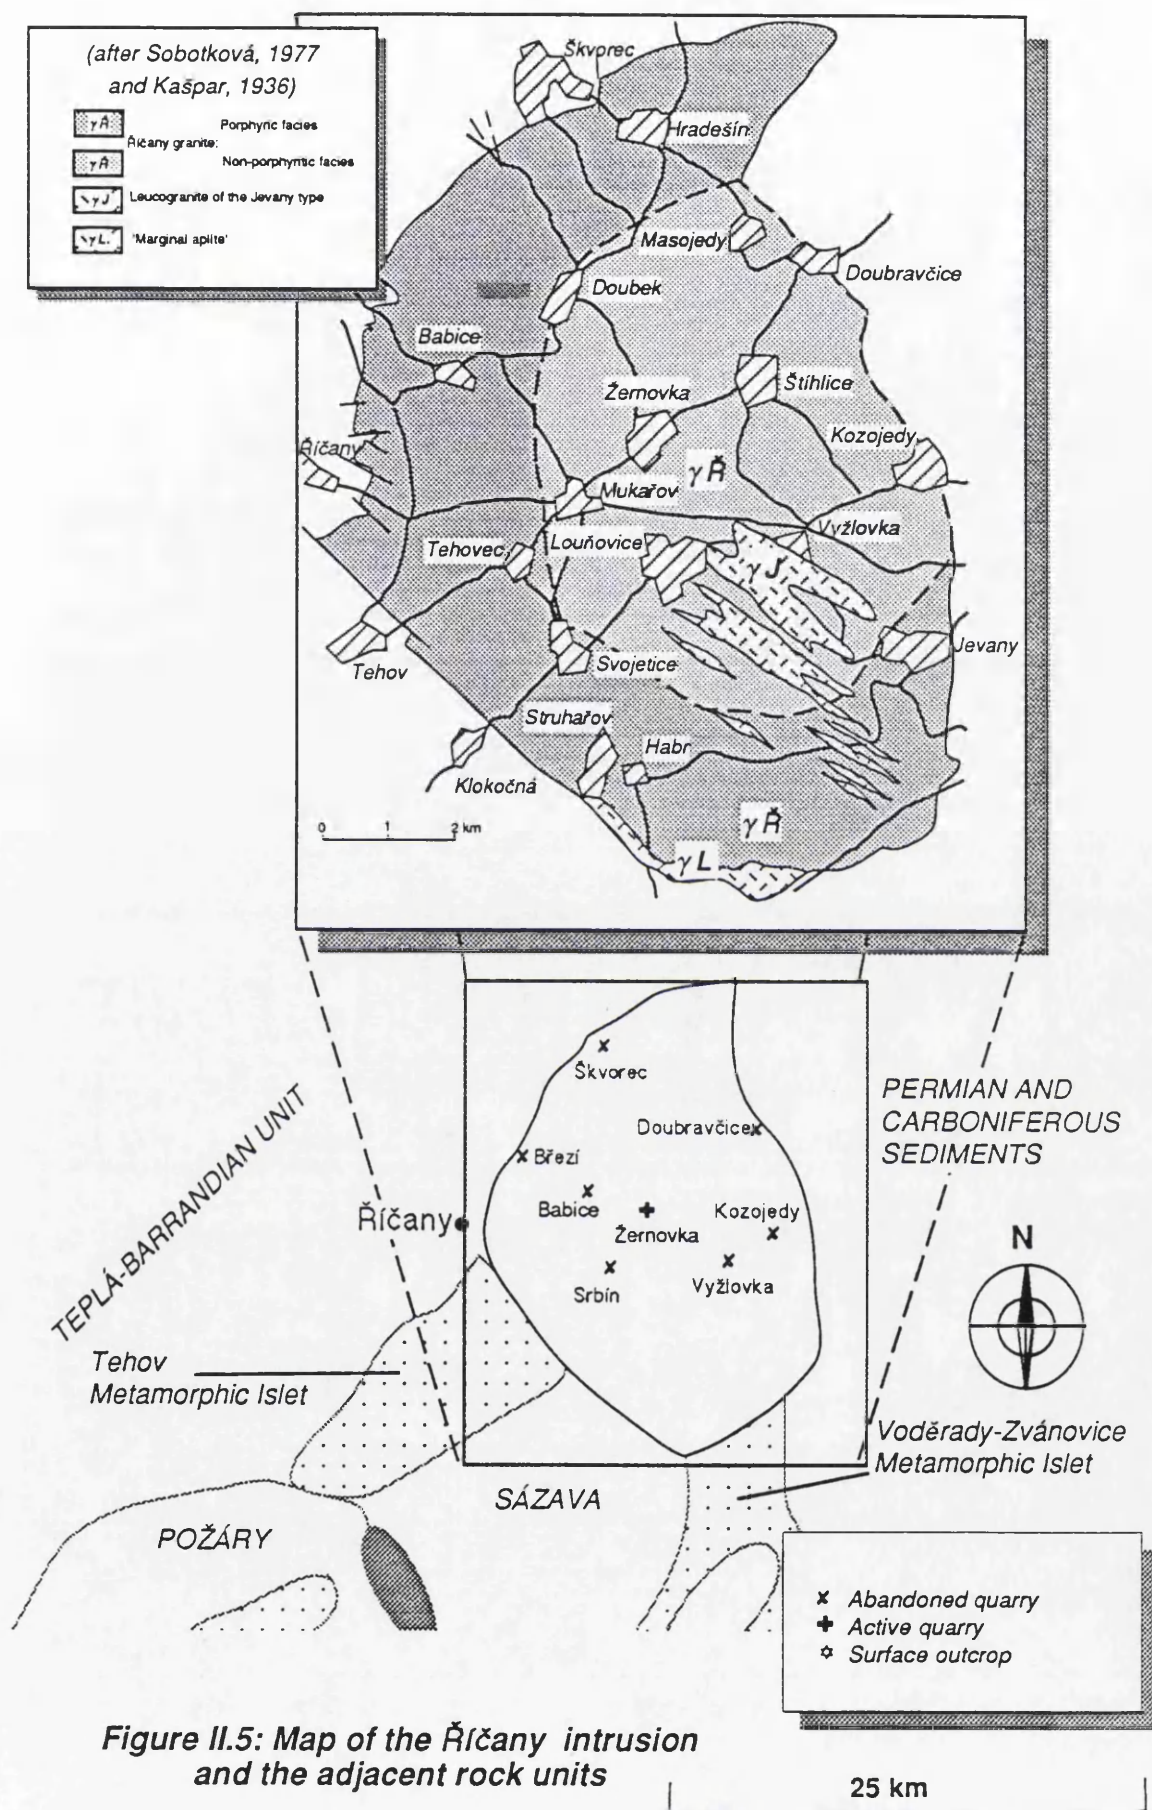 (after Sobotková, 1977
and Kašpar, 1936)
γŘ
Porphyric facies
Říčany granite:
γŘ
Non-porphyritic facies
γJ
Leucogranite of the Jevany type
γL
'Marginal aplite'
Škvorec
Hradešín
Masojedy
Doubravčice
Doubek
Babice
Štíhlice
Žernovka
Kozojedy
Říčany
γŘ
Mukařov
Vyžlovka
Tehovec
Louňovice
γJ
Jevany
Svojetice
Tehov
Struhařov
Habr
Klokočná
γŘ
0 1 2 km
γL
Škvorec
PERMIAN AND
CARBONIFEROUS
SEDIMENTS
Doubravčice
Březí
TEPLÁ-BARRANDIAN UNIT
Babice
Kozojedy
Říčany
Žernovka
N
Srbín
Vyžlovka
Tehov
Metamorphic Islet
Voděrady-Zvánovice
Metamorphic Islet
SÁZAVA
POŽÁRY
Abandoned quarry
Active quarry
Surface outcrop
Figure II.5: Map of the Říčany intrusion
and the adjacent rock units
25 km